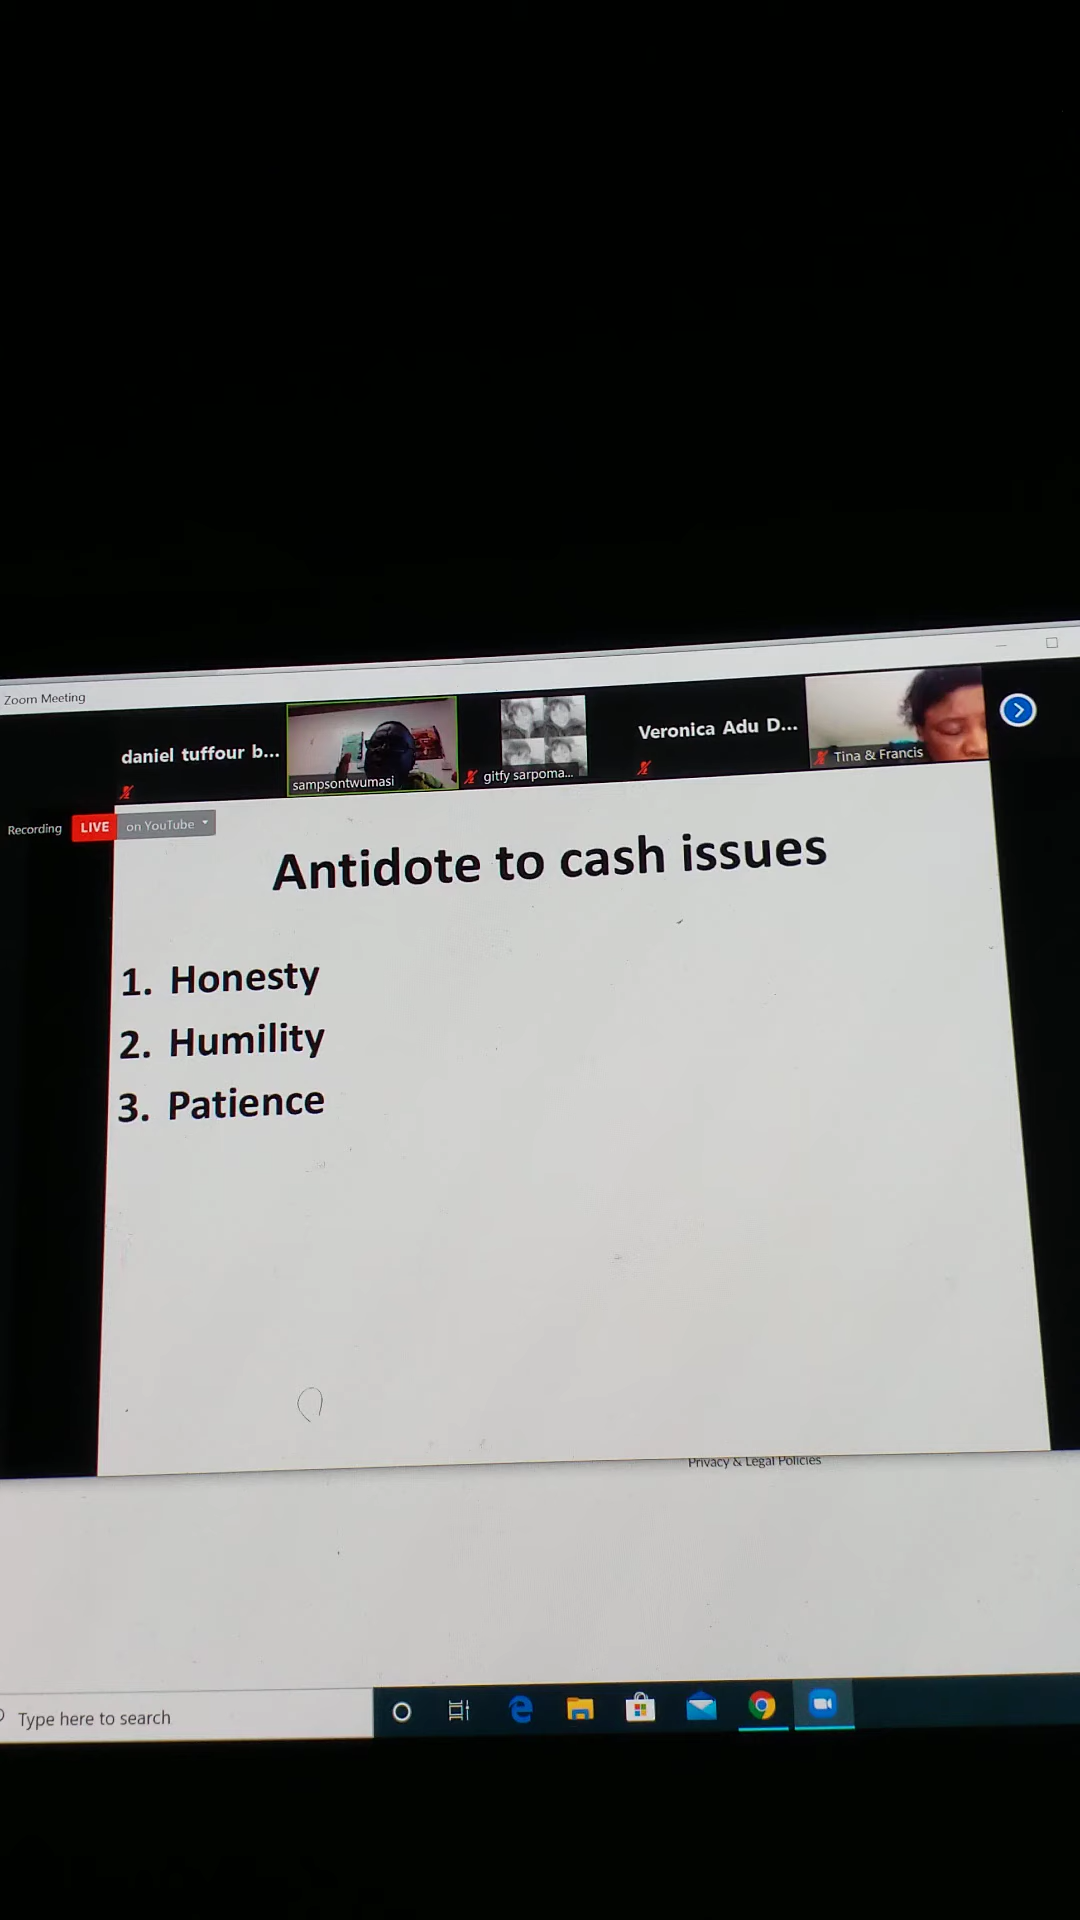 Zoom Meeting
daniel tuffour b...
sampsontwumasi
gitfy sarpoma...
Veronica Adu D...
Tina & Francis
Recording
LIVE
on YouTube
Antidote to cash issues
1. Honesty
2. Humility
3. Patience
Privacy & Legal Policies
Type here to search